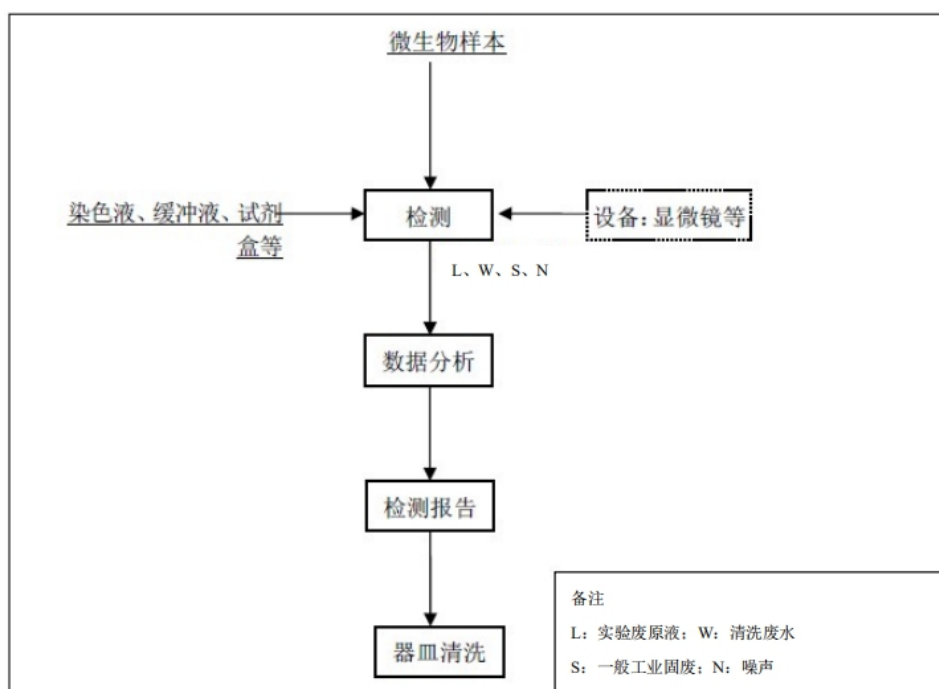 微生物样本
染色液、缓冲液、试剂
盒等
检测
设备：显微镜等
L、W、S、N
数据分析
检测报告
器皿清洗
备注
L：实验废原液；W：清洗废水
S：一般工业固废；N：噪声